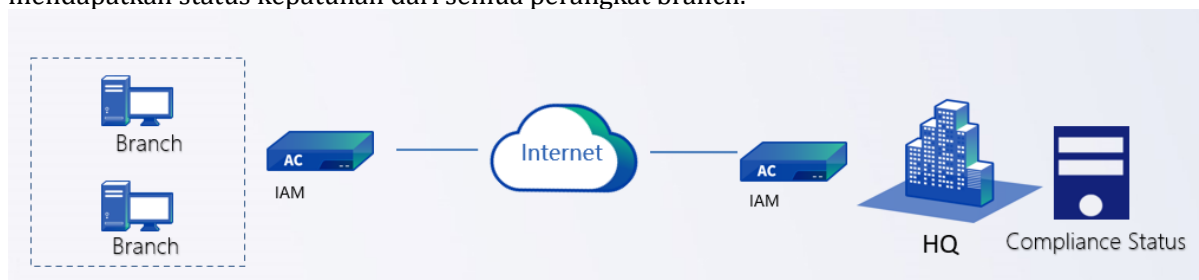 mendapatkan status kepatuhan dari semua perangkat branch.
Branch
AC
IAM
Internet
AC
IAM
Branch
HQ
Compliance Status